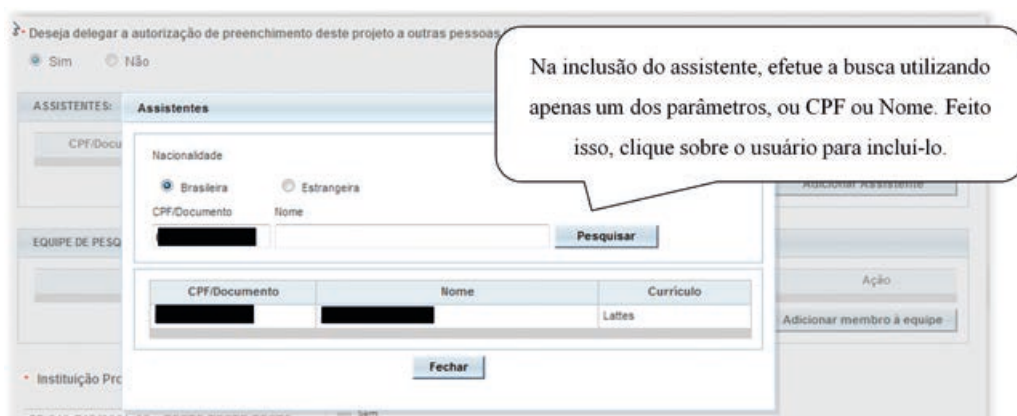 Deseja delegar a autorização de preenchimento deste projeto a outras pessoas
Sim Não
Na inclusão do assistente, efetue a busca utilizando
apenas um dos parâmetros, ou CPF ou Nome. Feito
isso, clique sobre o usuário para incluí-lo.
ASSISTENTES:
CPF/Docu
Adicionar Assistente
Assistentes
Nacionalidade
Brasileira Estrangeira
CPF/Documento Nome
Pesquisar
CPF/Documento Nome Currículo
Lattes
Fechar
EQUIPE DE PESQ
Ação
Adicionar membro à equipe
* Instituição Pro
Sem